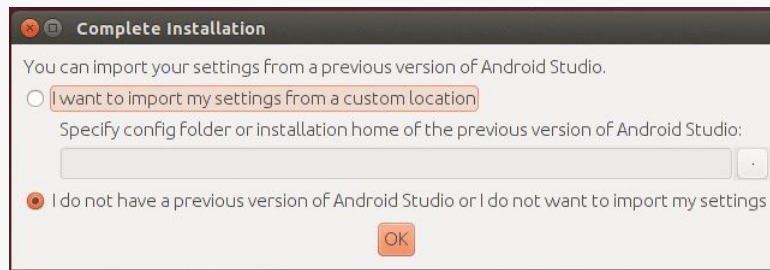 Complete Installation
You can import your settings from a previous version of Android Studio.
I want to import my settings from a custom location
Specify config folder or installation home of the previous version of Android Studio:
.
I do not have a previous version of Android Studio or I do not want to import my settings
OK